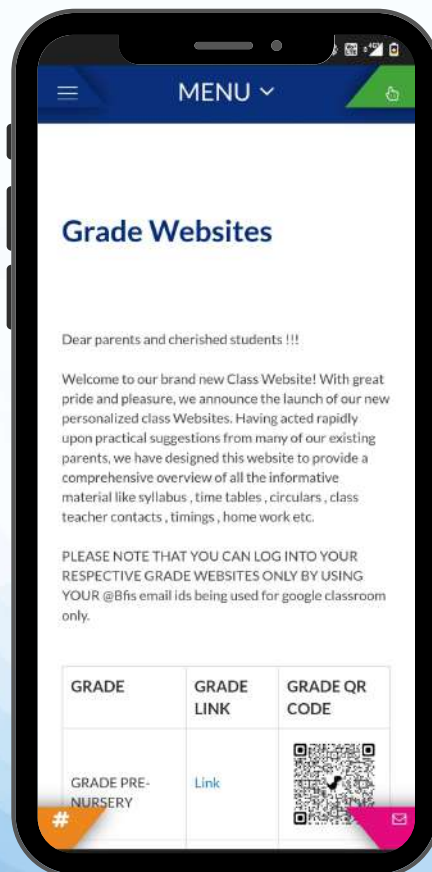 MENU
Grade Websites
Dear parents and cherished students !!!
Welcome to our brand new Class Website! With great
pride and pleasure, we announce the launch of our new
personalized class Websites. Having acted rapidly
upon practical suggestions from many of our existing
parents, we have designed this website to provide a
comprehensive overview of all the informative
material like syllabus , time tables , circulars , class
teacher contacts , timings , home work etc.
PLEASE NOTE THAT YOU CAN LOG INTO YOUR
RESPECTIVE GRADE WEBSITES ONLY BY USING
YOUR @Bfis email ids being used for google classroom
only.
GRADE GRADE LINK GRADE QR CODE
GRADE PRE-NURSERY Link
#